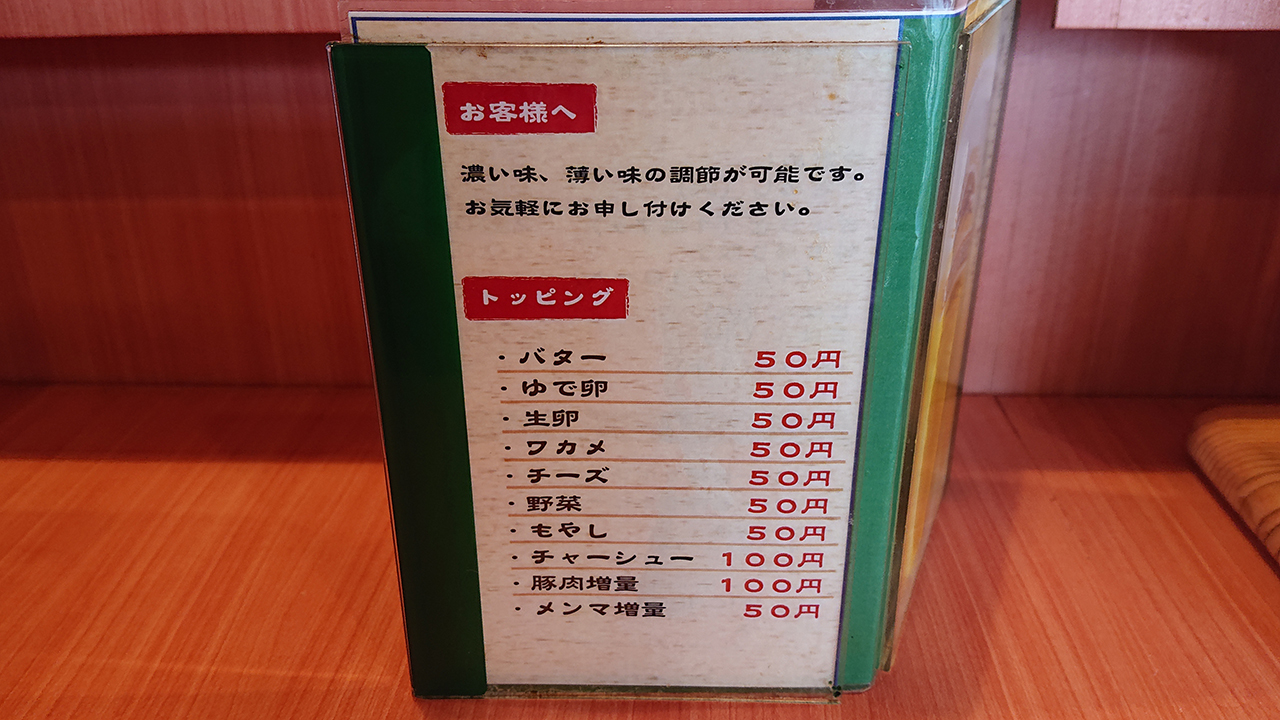 お客様へ
濃い味、薄い味の調節が可能です。
お気軽にお申し付けください。
トッピング
・バター 50円
・ゆで卵 50円
・生卵 50円
・ワカメ 50円
・チーズ 50円
・野菜 50円
・もやし 50円
・チャーシュー 100円
・豚肉増量 100円
・メンマ増量 50円